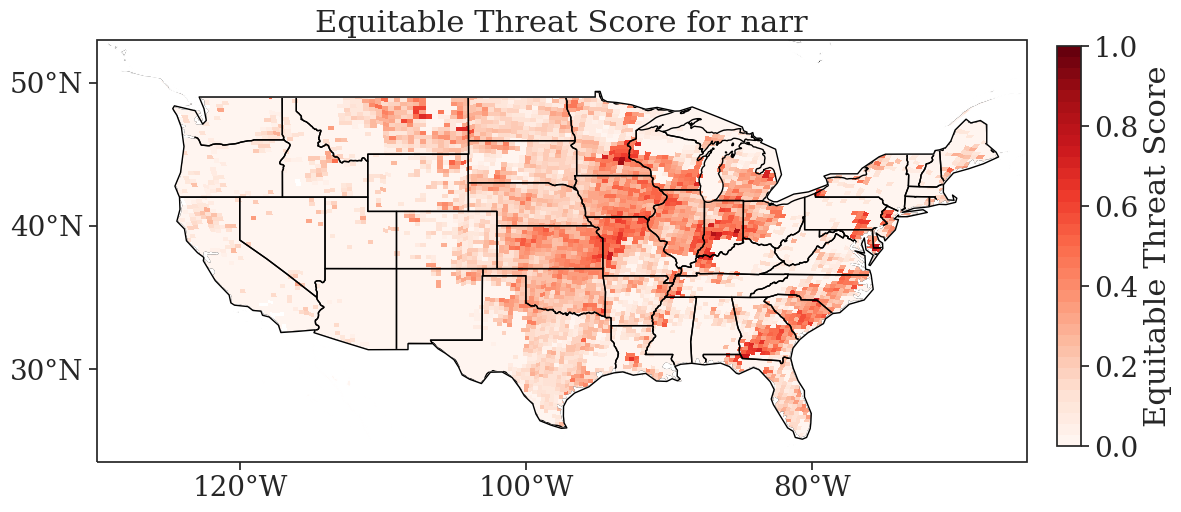 Equitable Threat Score for narr
50°N
40°N
30°N
120°W
100°W
80°W
1.0
0.8
0.6
0.4
0.2
0.0
Equitable Threat Score